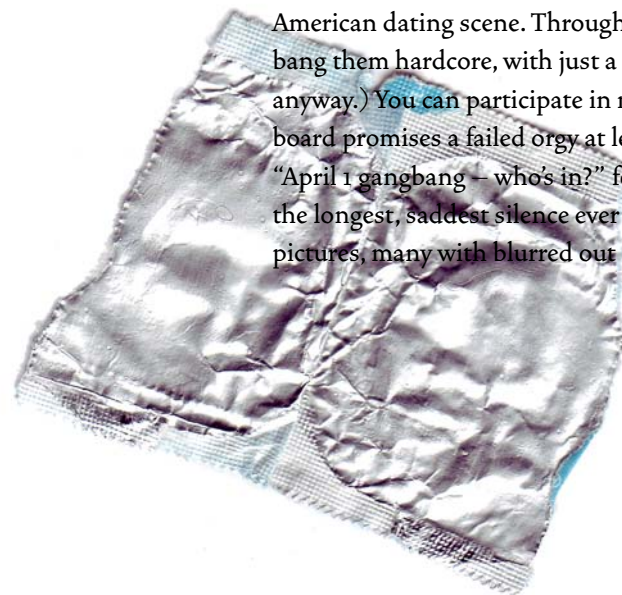 American dating scene. Through
bang them hardcore, with just a
anyway.) You can participate in
board promises a failed orgy at
“April 1 gangbang – who’s in?”
the longest, saddest silence ever
pictures, many with blurred out